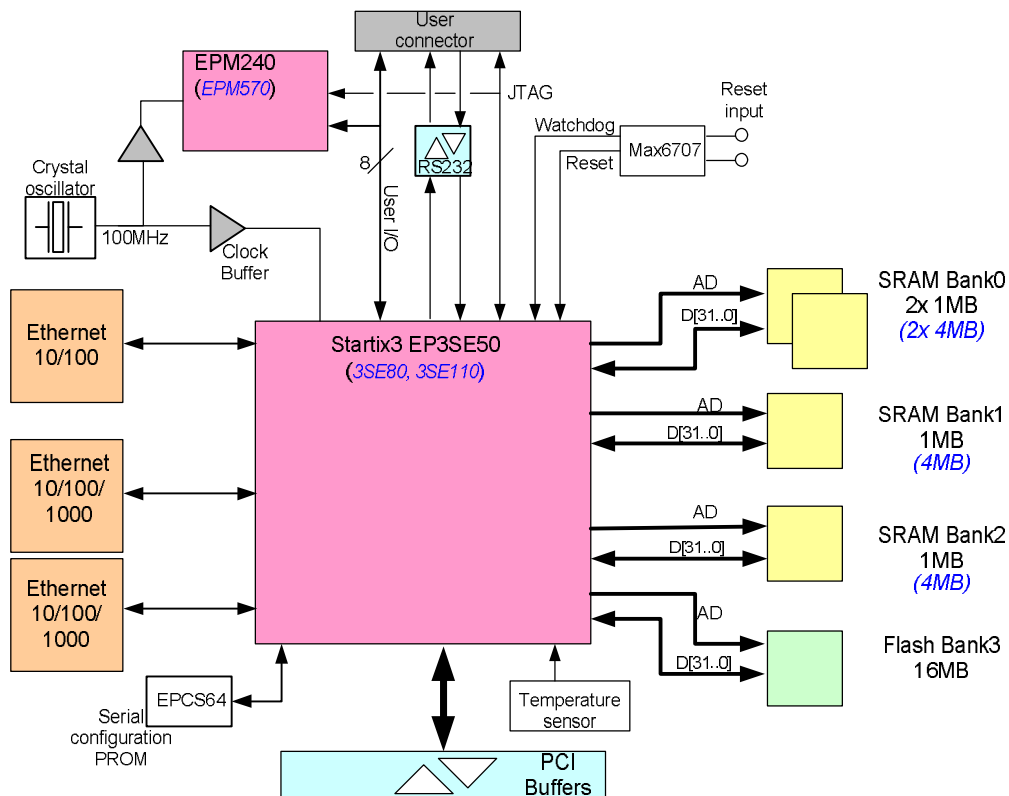 User
connector
EPM240
(EPM570)
JTAG
Reset
input
Watchdog
Max6707
Reset
8
RS232
User I/O
Crystal
oscillator
100MHz
Clock
Buffer
Ethernet
10/100
Ethernet
10/100/
1000
Ethernet
10/100/
1000
Startix3 EP3SE50
(3SE80, 3SE110)
AD
D[31..0]
SRAM Bank0
2x 1MB
(2x 4MB)
AD
D[31..0]
SRAM Bank1
1MB
(4MB)
AD
D[31..0]
SRAM Bank2
1MB
(4MB)
AD
D[31..0]
Flash Bank3
16MB
EPCS64
Serial
configuration
PROM
Temperature
sensor
PCI
Buffers